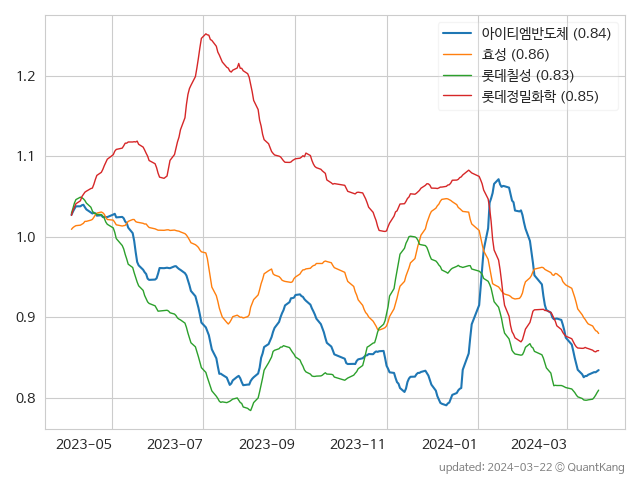 아이티엠반도체 (0.84)
효성 (0.86)
롯데칠성 (0.83)
롯데정밀화학 (0.85)
1.2
1.1
1.0
0.9
0.8
2023-05 2023-07 2023-09 2023-11 2024-01 2024-03
updated: 2024-03-22 © QuantKang